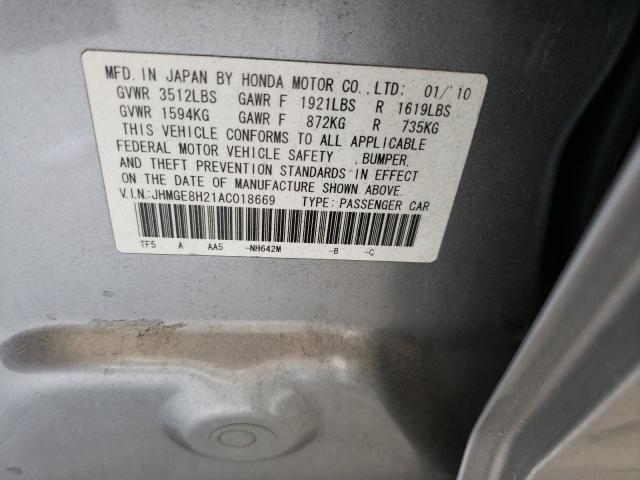 MFD. IN JAPAN BY HONDA MOTOR CO., LTD: 01/'10
GVWR 3512LBS GAWR F 1921LBS R 1619LBS
GVWR 1594KG GAWR F 872KG R 735KG
THIS VEHICLE CONFORMS TO ALL APPLICABLE
FEDERAL MOTOR VEHICLE SAFETY ,BUMPER,
AND THEFT PREVENTION STANDARDS IN EFFECT
ON THE DATE OF MANUFACTURE SHOWN ABOVE.
V.I.N.:JHMGE8H21AC018669 TYPE: PASSENGER CAR
TF5 A AA5 -NH642M -B -C